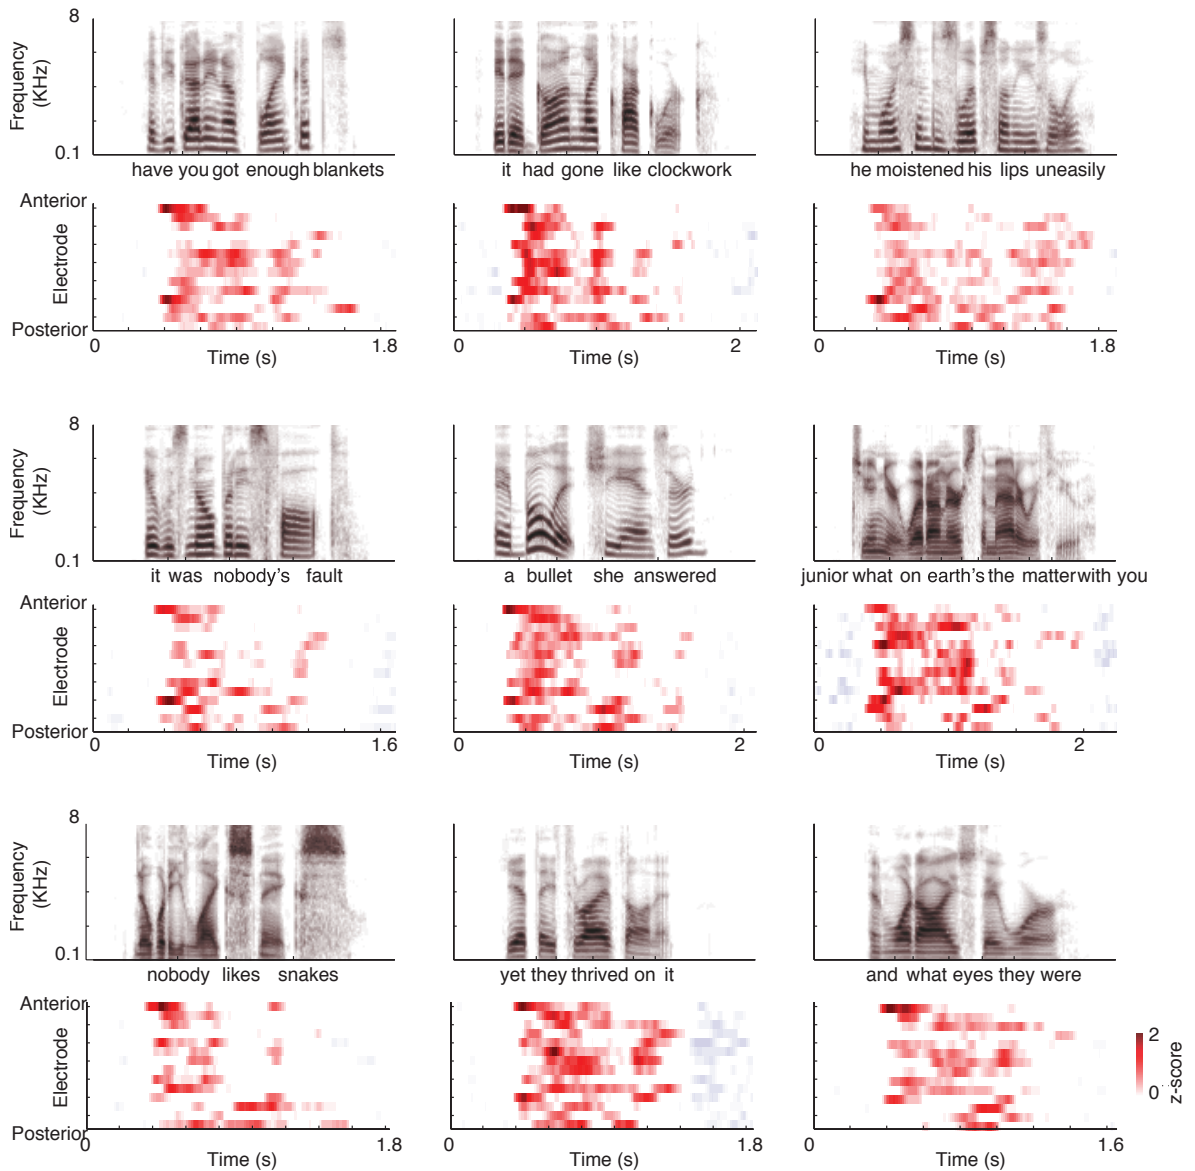 8
Frequency
(KHz)
0.1
have you got enough blankets
it had gone like clockwork
he moistened his lips uneasily
Anterior
Electrode
Posterior
0
1.8
Time (s)
0
2
Time (s)
0
1.8
Time (s)
8
Frequency
(KHz)
0.1
it was nobody's fault
a bullet she answered
junior what on earth's the matter with you
Anterior
Electrode
Posterior
0
1.6
Time (s)
0
2
Time (s)
0
2
Time (s)
8
Frequency
(KHz)
0.1
nobody likes snakes
yet they thrived on it
and what eyes they were
Anterior
Electrode
Posterior
0
1.8
Time (s)
0
1.8
Time (s)
0
1.6
Time (s)
2
0
z-score